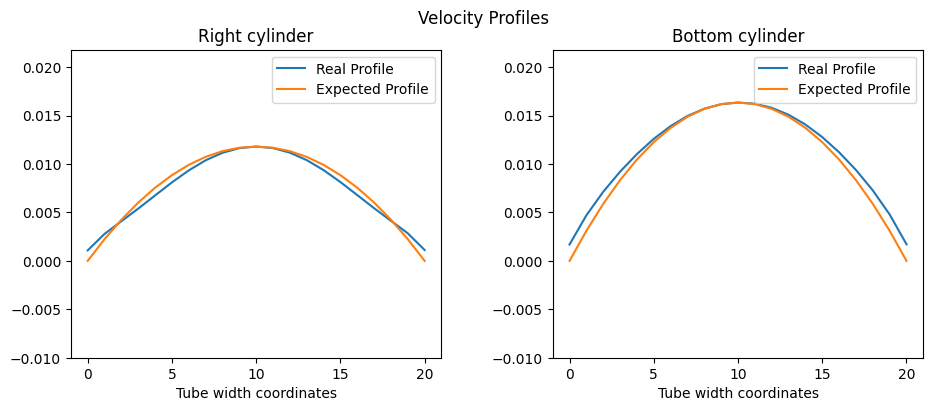 Velocity Profiles
Right cylinder
Real Profile
Expected Profile
0.020
0.015
0.010
0.005
0.000
−0.005
−0.010
0 5 10 15 20
Tube width coordinates
Bottom cylinder
Real Profile
Expected Profile
0.020
0.015
0.010
0.005
0.000
−0.005
−0.010
0 5 10 15 20
Tube width coordinates